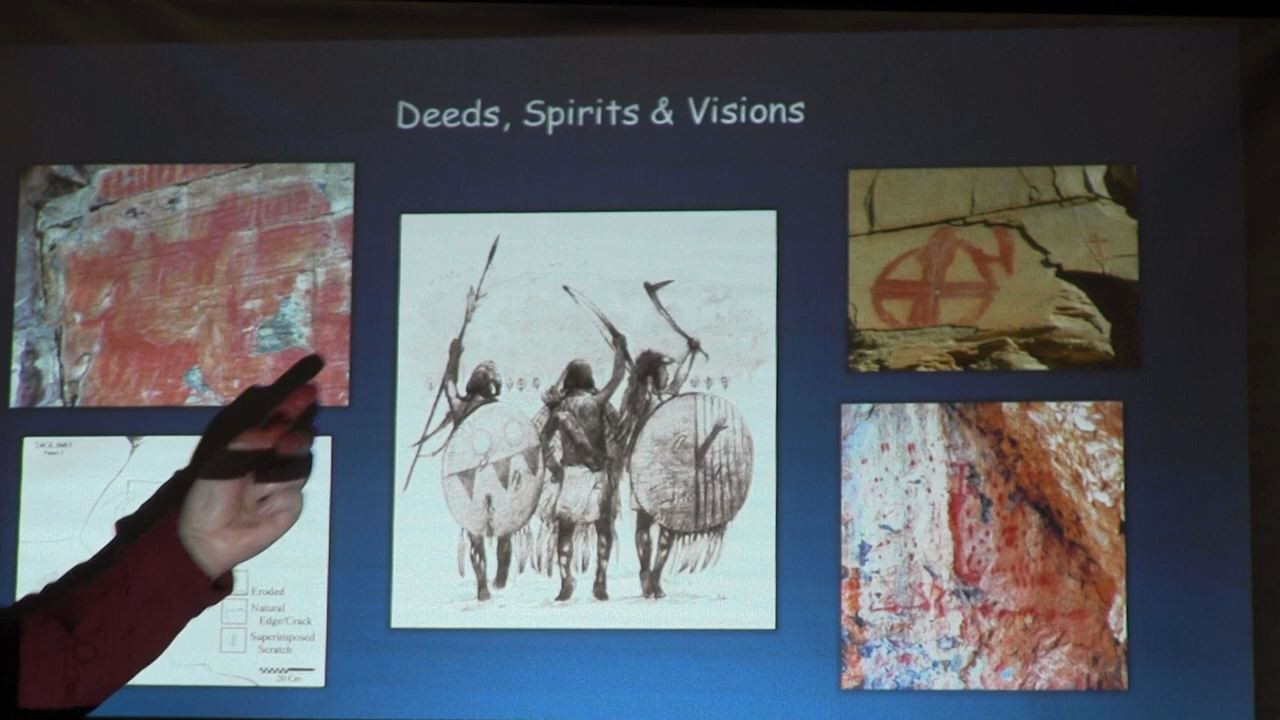 Deeds, Spirits & Visions
Eroded
Natural
Edge/Crack
Superimposed
Scratch
20 Cm